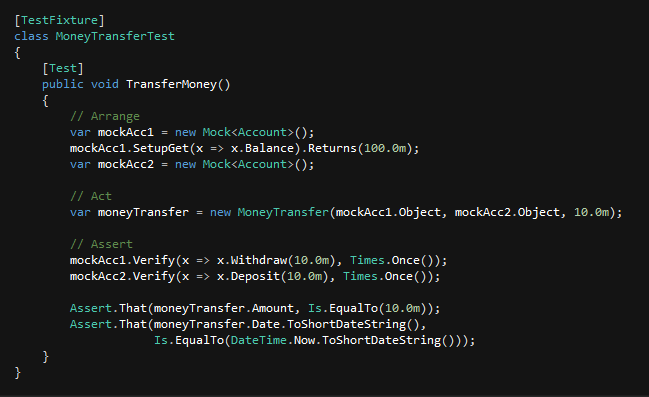 [TestFixture]
class MoneyTransferTest
{
    [Test]
    public void TransferMoney()
    {
        // Arrange
        var mockAcc1 = new Mock<Account>();
        mockAcc1.SetupGet(x => x.Balance).Returns(100.0m);
        var mockAcc2 = new Mock<Account>();

        // Act
        var moneyTransfer = new MoneyTransfer(mockAcc1.Object, mockAcc2.Object, 10.0m);

        // Assert
        mockAcc1.Verify(x => x.Withdraw(10.0m), Times.Once());
        mockAcc2.Verify(x => x.Deposit(10.0m), Times.Once());

        Assert.That(moneyTransfer.Amount, Is.EqualTo(10.0m));
        Assert.That(moneyTransfer.Date.ToShortDateString(),
                    Is.EqualTo(DateTime.Now.ToShortDateString()));
    }
}